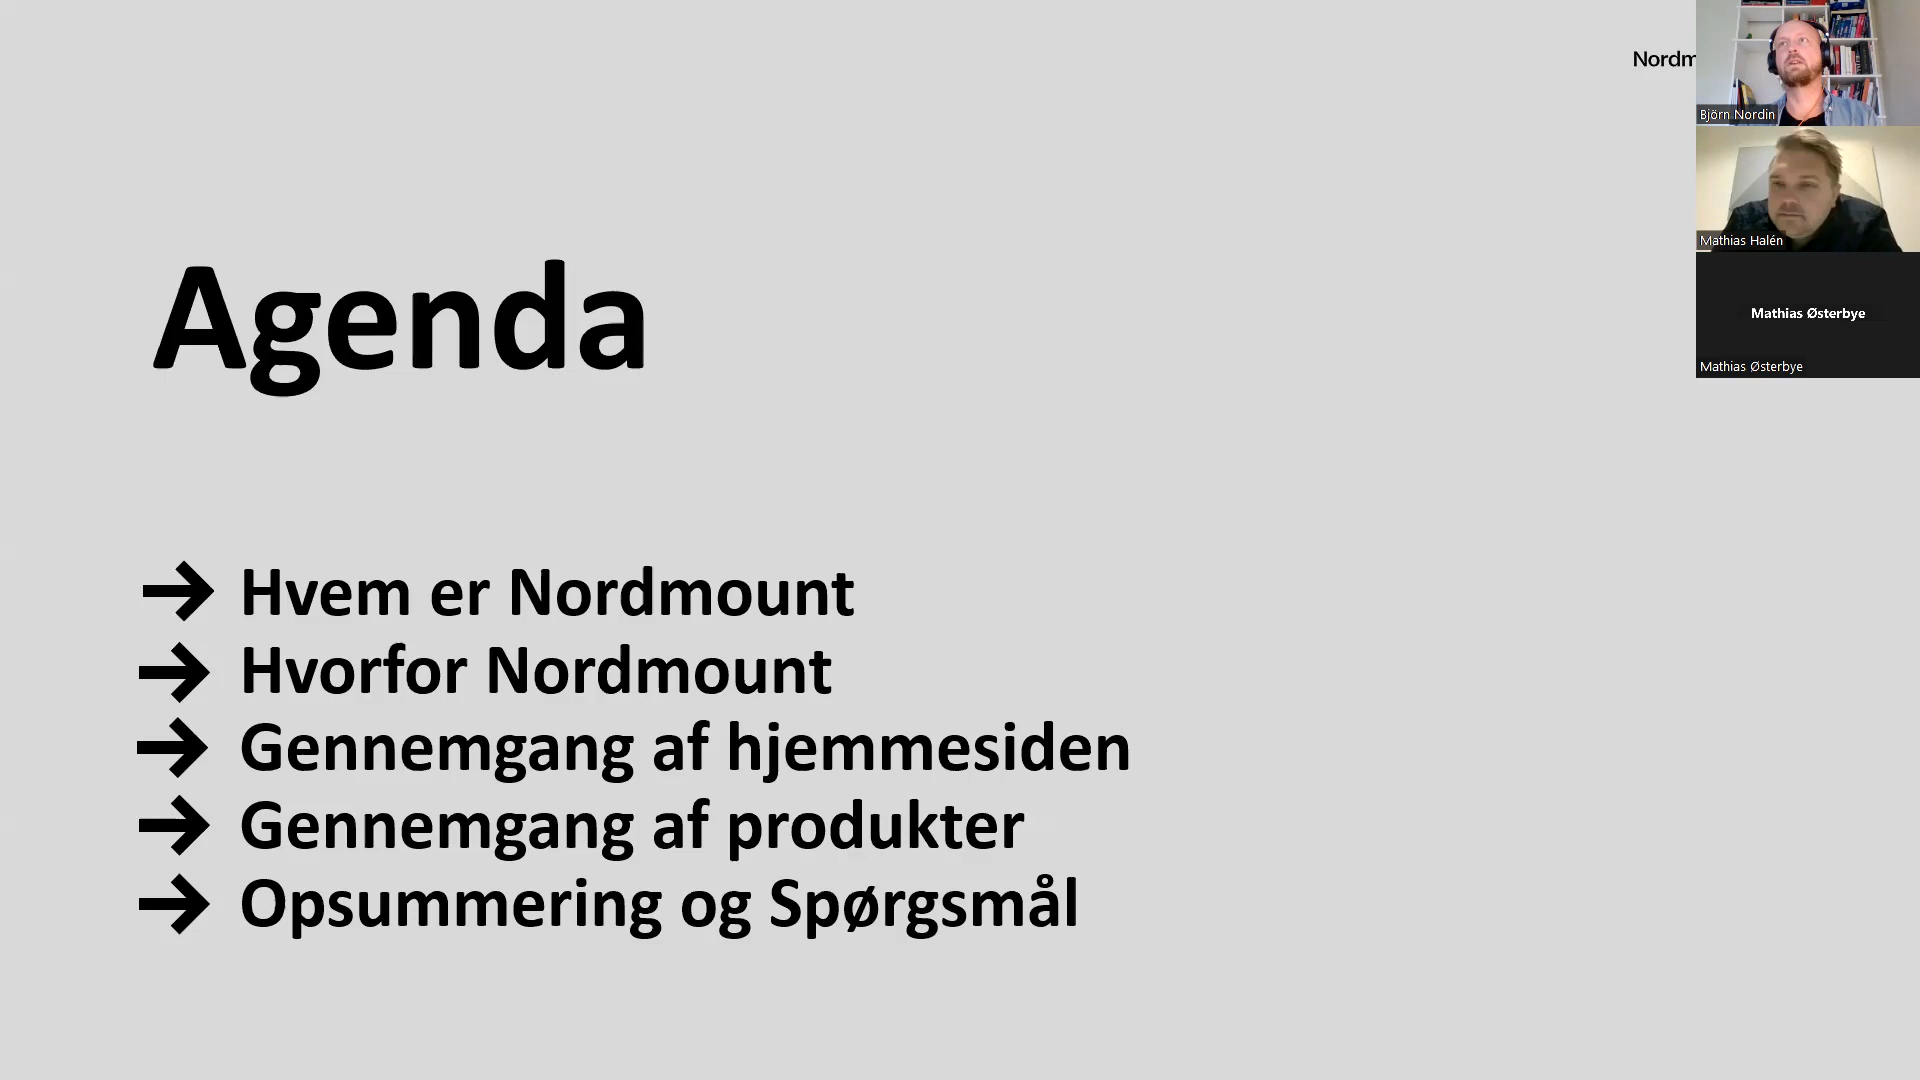 Nordm
Björn Nordin
Mathias Halén
Mathias Østerbye
Mathias Østerbye
Agenda
→ Hvem er Nordmount
→ Hvorfor Nordmount
→ Gennemgang af hjemmesiden
→ Gennemgang af produkter
→ Opsummering og Spørgsmål